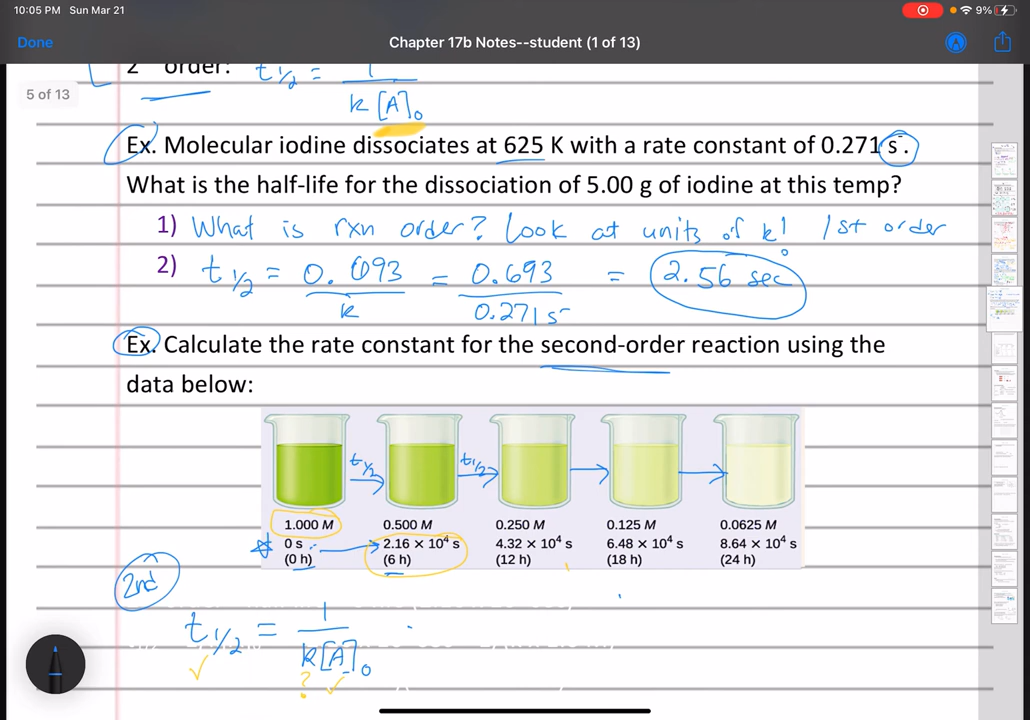 10:05 PM Sun Mar 21
9%
Done
Chapter 17b Notes--student (1 of 13)
5 of 13
2 order: t 1/2 = 1
k [A]0
Ex. Molecular iodine dissociates at 625 K with a rate constant of 0.271 s-.
What is the half-life for the dissociation of 5.00 g of iodine at this temp?
1) What is rxn order? Look at units of k! 1st order
2) t 1/2 = 0.693 = 0.693 = 2.56 sec
k 0.271 s-
Ex. Calculate the rate constant for the second-order reaction using the
data below:
t 1/2 t 1/2
1.000 M 0.500 M 0.250 M 0.125 M 0.0625 M
0 s 2.16 × 10⁴ s 4.32 × 10⁴ s 6.48 × 10⁴ s 8.64 × 10⁴ s
(0 h) (6 h) (12 h) (18 h) (24 h)
2nd
t 1/2 = 1
k[A]0
?